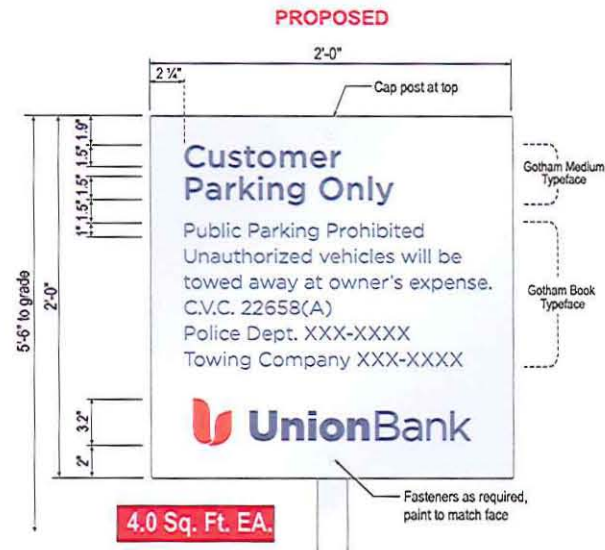 PROPOSED
2'-0"
2 ¼"
Cap post at top
1.9"
1.5"
1.5"
1.5"
1"
2'-0"
5'-6" to grade
3.2"
2"
Customer
Parking Only
Gotham Medium
Typeface
Public Parking Prohibited
Unauthorized vehicles will be
towed away at owner's expense.
C.V.C. 22658(A)
Police Dept. XXX-XXXX
Towing Company XXX-XXXX
Gotham Book
Typeface
UnionBank
Fasteners as required,
paint to match face
4.0 Sq. Ft. EA.